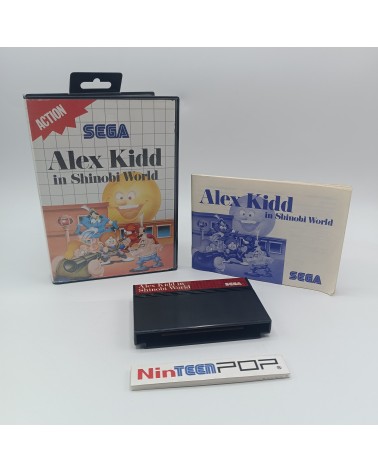 ACTION
SEGA
Alex Kidd
in Shinobi World
Alex Kidd
in Shinobi World
SEGA
Alex Kidd in
Shinobi World
SEGA
NinTEENPOP